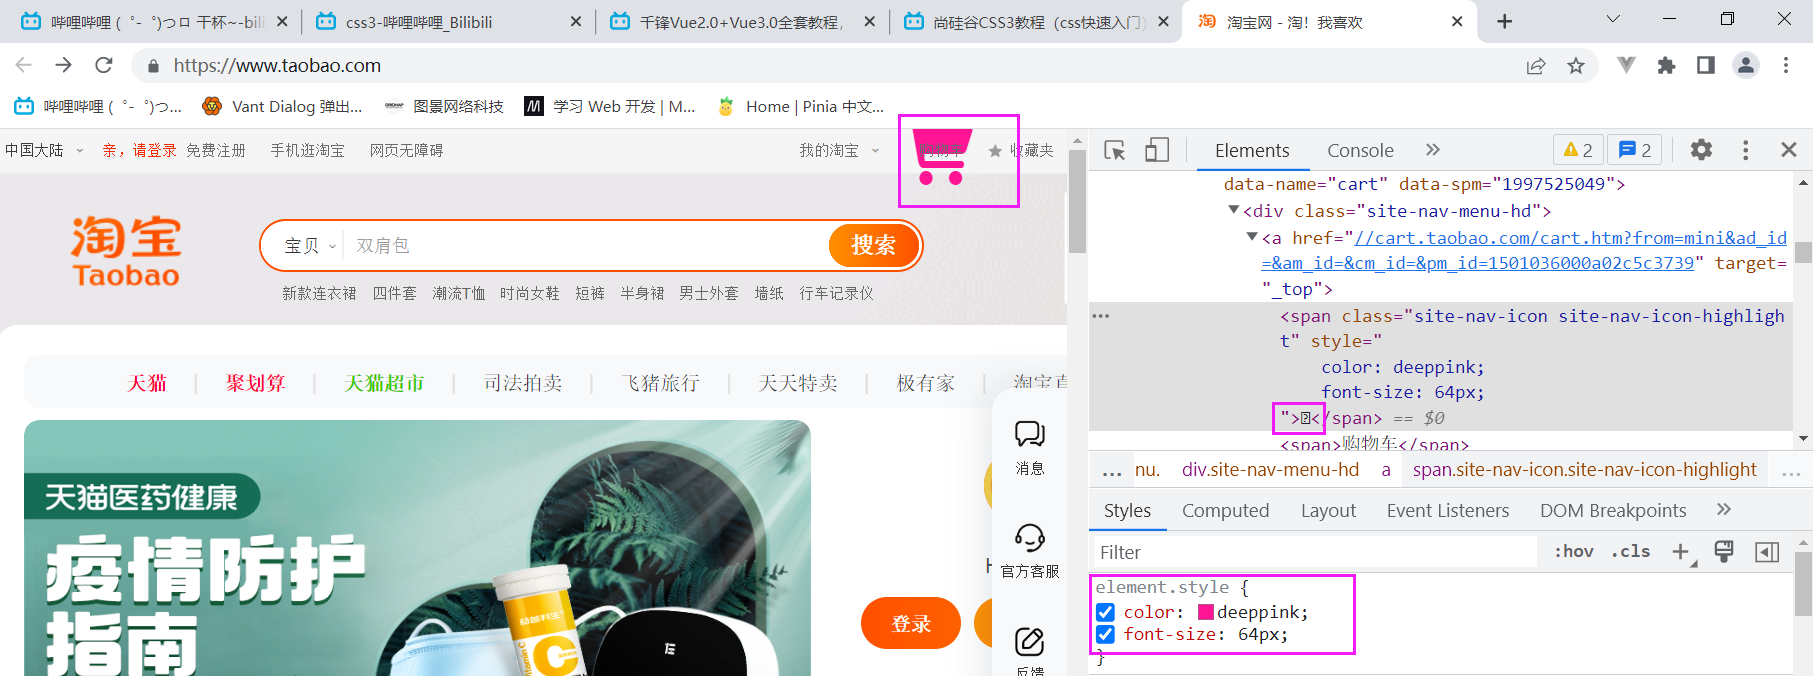 哔哩哔哩 (゜-゜)つロ 干杯~-bili
css3-哔哩哔哩_Bilibili
千锋Vue2.0+Vue3.0全套教程,
尚硅谷CSS3教程（css快速入门
淘宝网 - 淘！我喜欢
https://www.taobao.com
哔哩哔哩 (゜-゜)つ...
Vant Dialog 弹出...
图景网络科技
学习 Web 开发 | M...
Home | Pinia 中文...
中国大陆
亲，请登录
免费注册
手机逛淘宝
网页无障碍
我的淘宝
购物车
收藏夹
淘宝
Taobao
宝贝
双肩包
搜索
新款连衣裙 四件套 潮流T恤 时尚女鞋 短裤 半身裙 男士外套 墙纸 行车记录仪
天猫 聚划算 天猫超市 司法拍卖 飞猪旅行 天天特卖 极有家 淘宝直
天猫医药健康
疫情防护
指南
Vitamin C
C
消息
官方客服
反馈
登录
Elements
Console
2
2
data-name="cart" data-spm="1997525049">
<div class="site-nav-menu-hd">
<a href="//cart.taobao.com/cart.htm?from=mini&ad_id
=&am_id=&cm_id=&pm_id=1501036000a02c5c3739" target=
"_top">
<span class="site-nav-icon site-nav-icon-highligh
t" style="
color: deeppink;
font-size: 64px;
"></span> == $0
<span>购物车</span>
... nu. div.site-nav-menu-hd a span.site-nav-icon.site-nav-icon-highlight ...
Styles Computed Layout Event Listeners DOM Breakpoints
Filter
:hov .cls
element.style {
color: deeppink;
font-size: 64px;
}